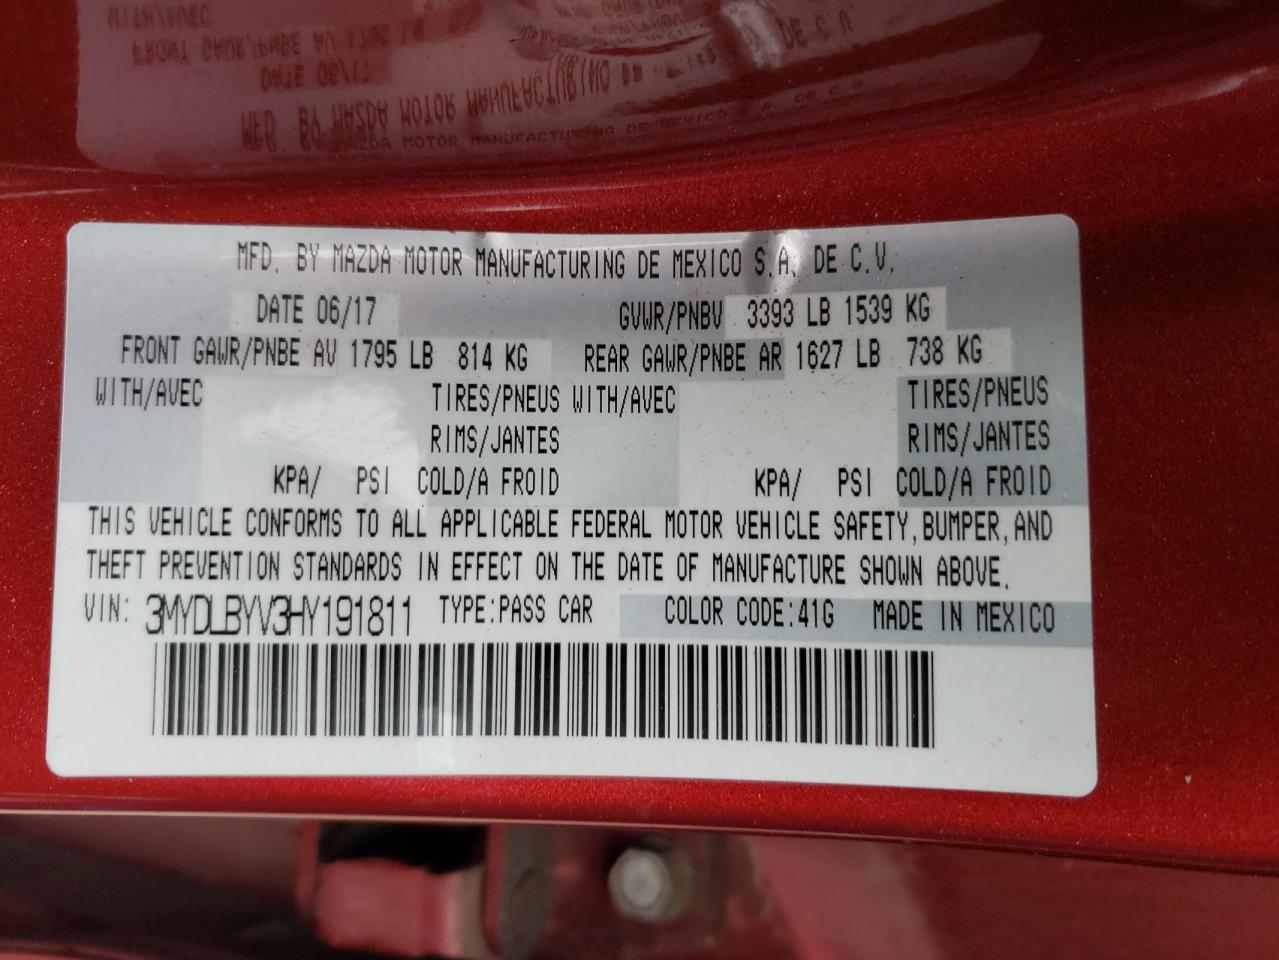 MFD. BY MAZDA MOTOR MANUFACTURING DE MEXICO S.A. DE C.V.
DATE 06/17 GVWR/PNBV 3393 LB 1539 KG
FRONT GAWR/PNBE AV 1795 LB 814 KG REAR GAWR/PNBE AR 1627 LB 738 KG
WITH/AVEC TIRES/PNEUS WITH/AVEC TIRES/PNEUS
RIMS/JANTES RIMS/JANTES
KPA/ PSI COLD/A FROID KPA/ PSI COLD/A FROID
THIS VEHICLE CONFORMS TO ALL APPLICABLE FEDERAL MOTOR VEHICLE SAFETY, BUMPER, AND
THEFT PREVENTION STANDARDS IN EFFECT ON THE DATE OF MANUFACTURE SHOWN ABOVE.
VIN: 3MYDLBYV3HY191811 TYPE:PASS CAR COLOR CODE:41G MADE IN MEXICO